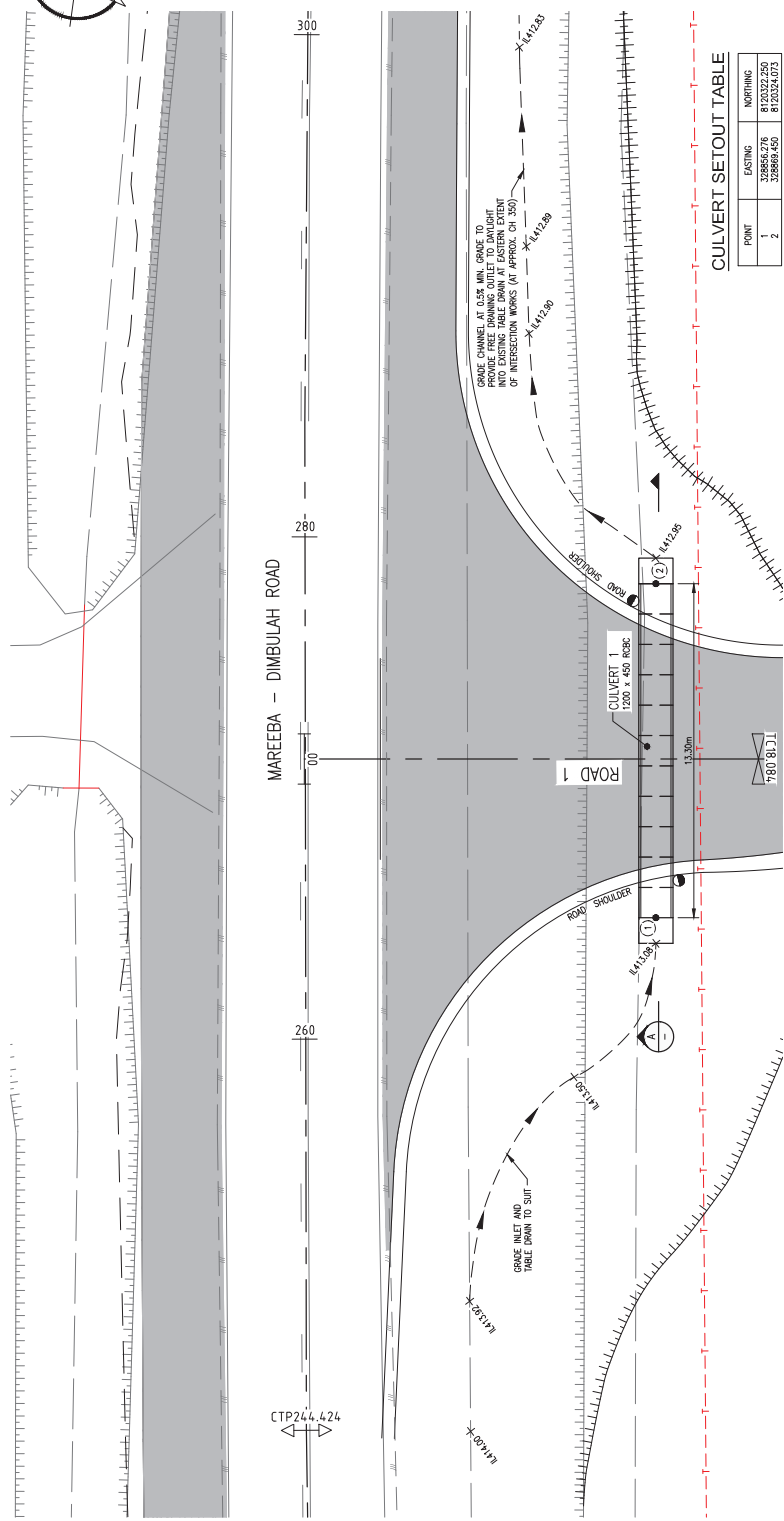 300
280
260
00
MAREEBA - DIMBULAH ROAD
CTP244.424
ROAD 1
TC18.084
CULVERT 1
1200 x 450 RCBC
13.30m
ROAD SHOULDER
ROAD SHOULDER
1
2
A
-
GRADE INLET AND
TABLE DRAIN TO SUIT
GRADE CHANNEL AT 0.5% MIN. GRADE TO
PROVIDE FREE DRAINING OUTLET TO DAYLIGHT
INTO EXISTING TABLE DRAIN AT EASTERN EXTENT
OF INTERSECTION WORKS (AT APPROX. CH 350)
IL414.00
IL413.92
IL413.50
IL413.08
IL412.95
IL412.90
IL412.89
IL412.83
CULVERT SETOUT TABLE
POINT EASTING NORTHING
1 328856.276 8120322.250
2 328869.450 8120324.073